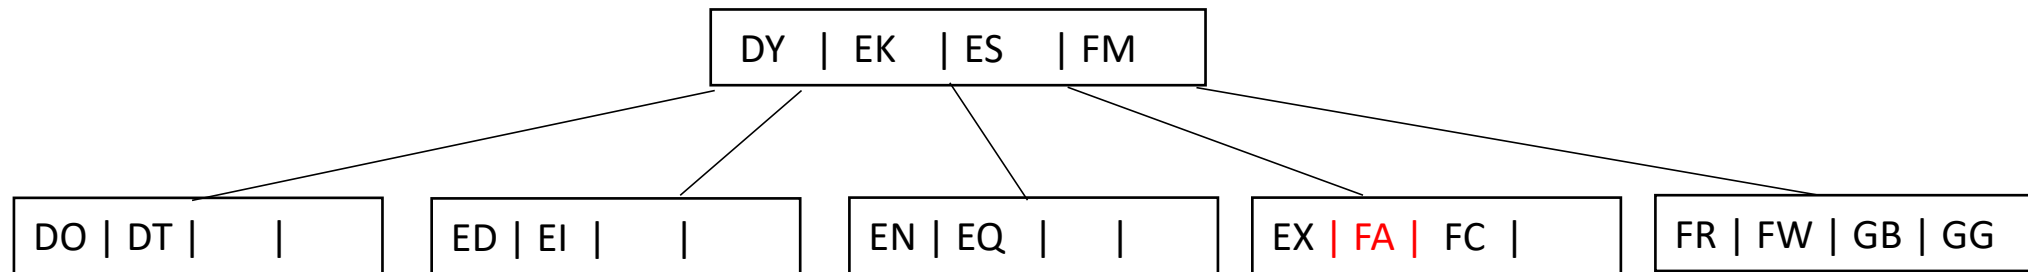 DY | EK | ES | FM
DO | DT | |
ED | EI | |
EN | EQ | |
EX | FA | FC |
FR | FW | GB | GG